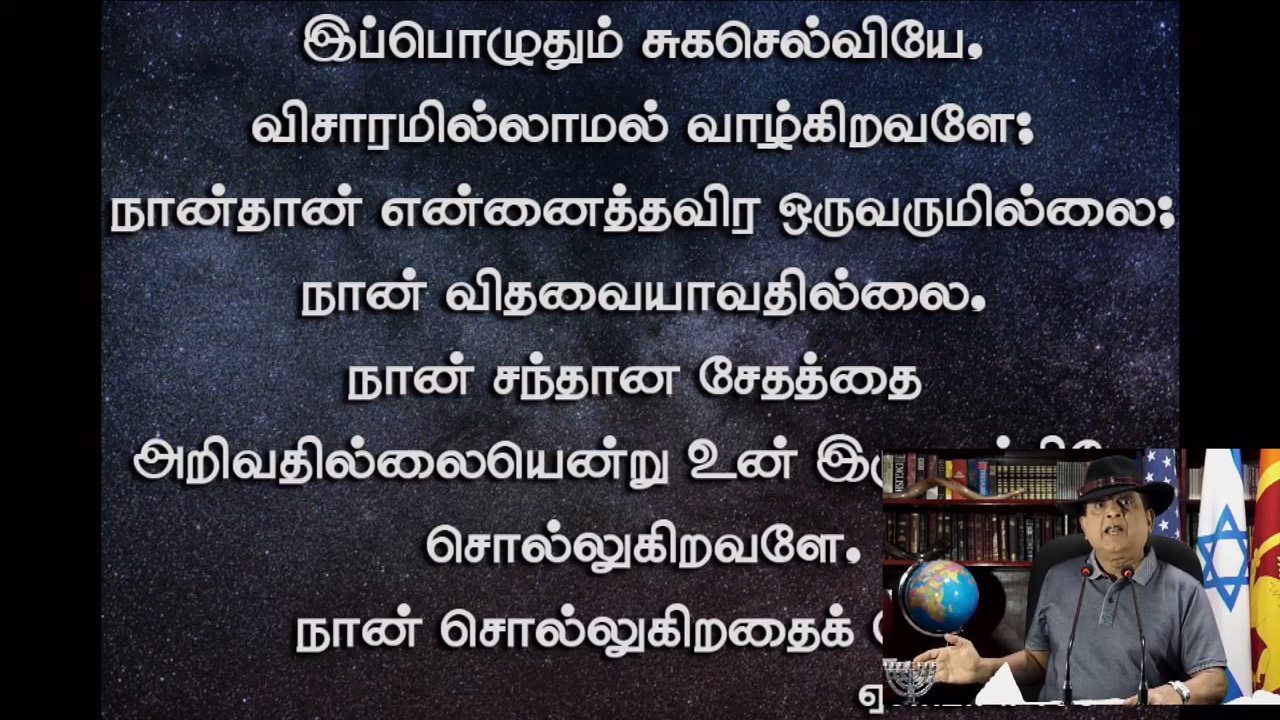 இப்பொழுதும் சுகசெல்வியே,
விசாரமில்லாமல் வாழ்கிறவளே;
நான்தான் என்னைத்தவிர ஒருவருமில்லை;
நான் விதவையாவதில்லை,
நான் சந்தான சேதத்தை
அறிவதில்லையென்று உன்
சொல்லுகிறவளே,
நான் சொல்லுகிறதைக்